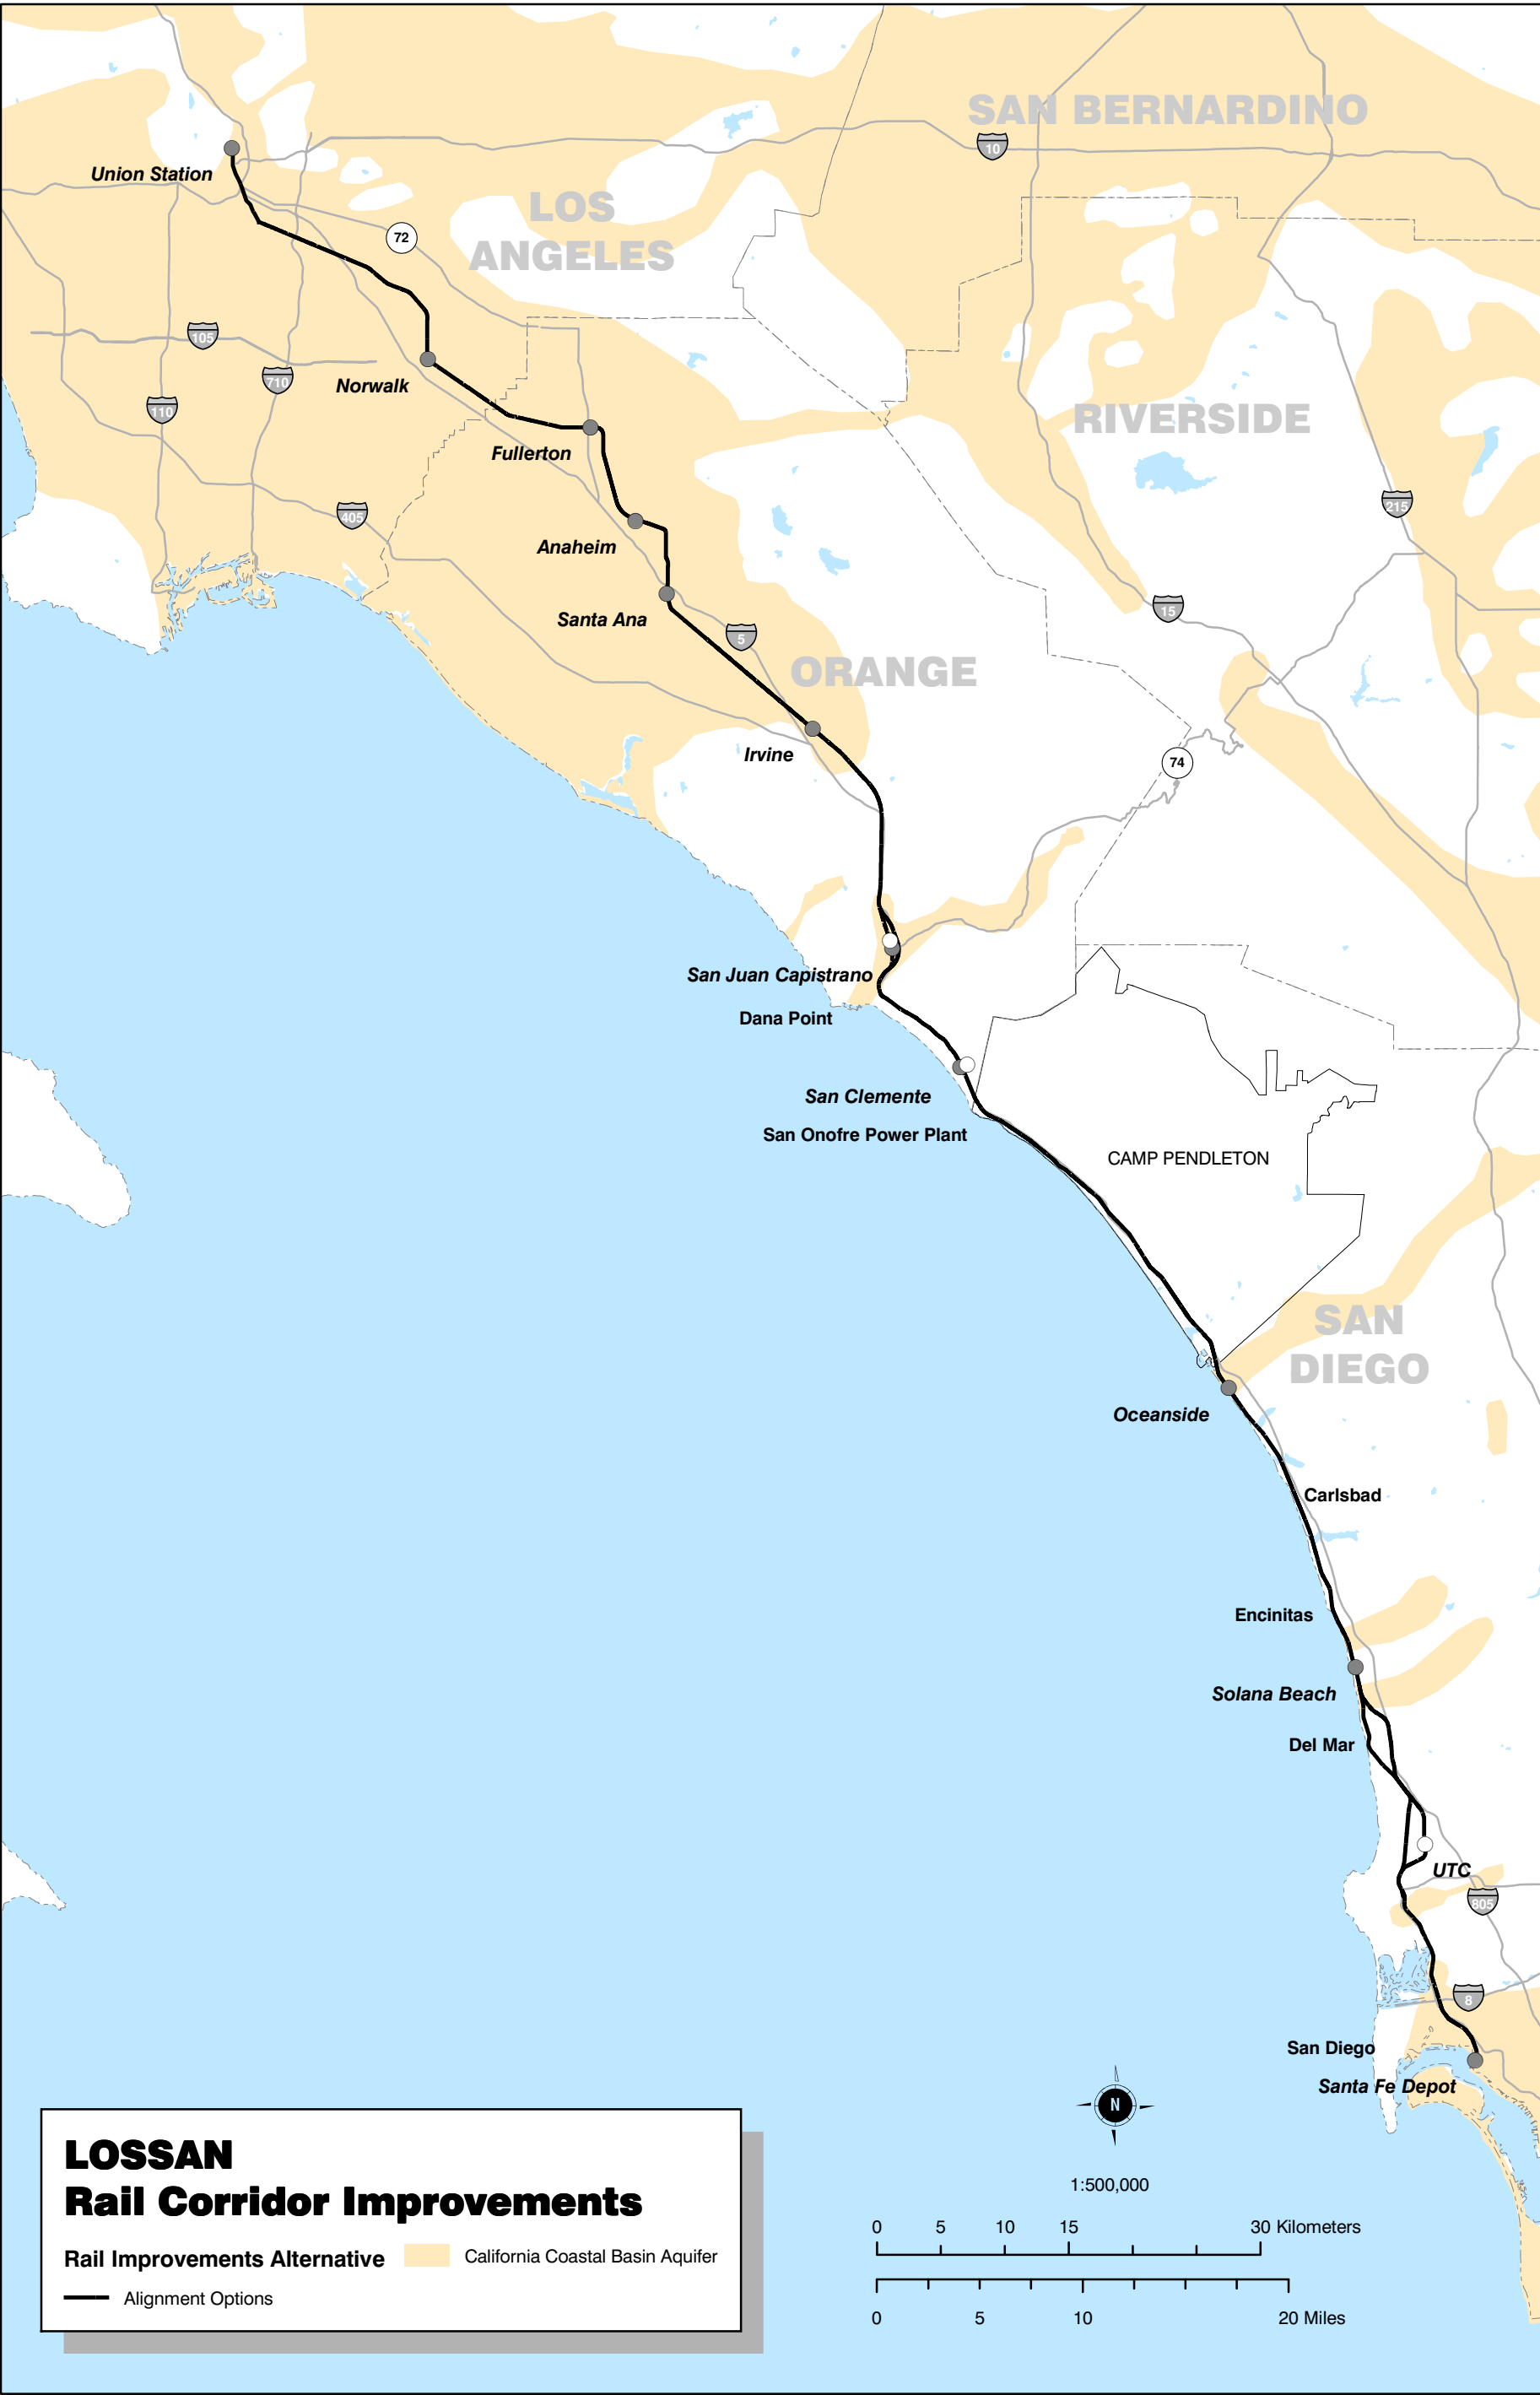 SAN BERNARDINO
10
Union Station
LOS
ANGELES
72
105
710
Norwalk
110
RIVERSIDE
Fullerton
215
405
Anaheim
15
Santa Ana
5
ORANGE
Irvine
74
San Juan Capistrano
Dana Point
San Clemente
San Onofre Power Plant
CAMP PENDLETON
SAN
DIEGO
Oceanside
Carlsbad
Encinitas
Solana Beach
Del Mar
UTC
805
8
San Diego
Santa Fe Depot
N
1:500,000
0 5 10 15 30 Kilometers
0 5 10 20 Miles
LOSSAN
Rail Corridor Improvements
Rail Improvements Alternative
California Coastal Basin Aquifer
Alignment Options